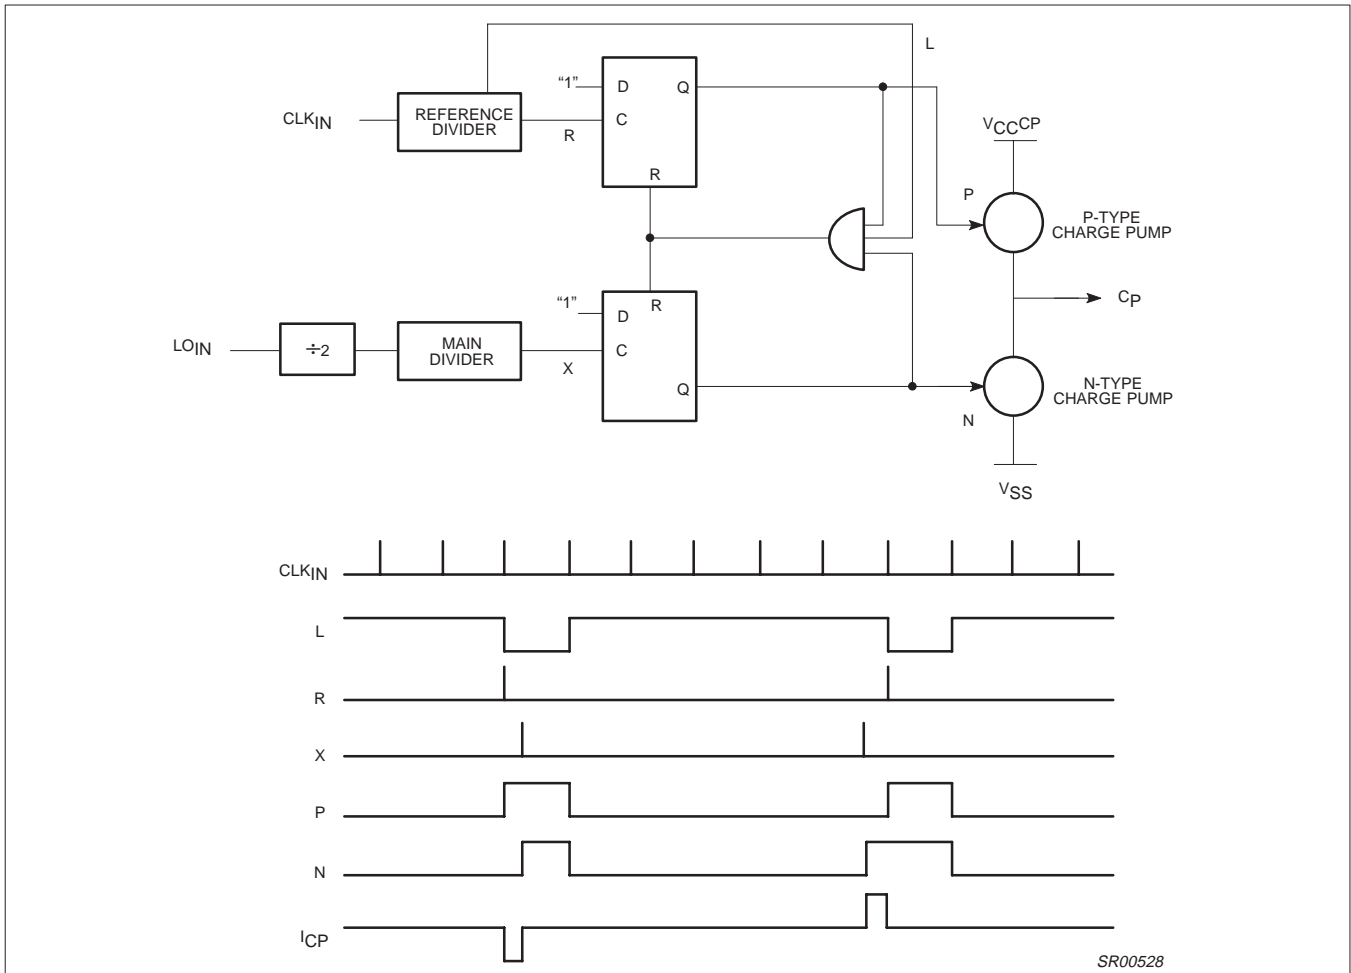 L
"1"
D
Q
CLKIN
REFERENCE
DIVIDER
C
R
VCCCP
R
P
P-TYPE
CHARGE PUMP
"1"
R
D
CP
LOIN
÷2
MAIN
DIVIDER
C
X
Q
N-TYPE
CHARGE PUMP
N
VSS
CLKIN
L
R
X
P
N
ICP
SR00528